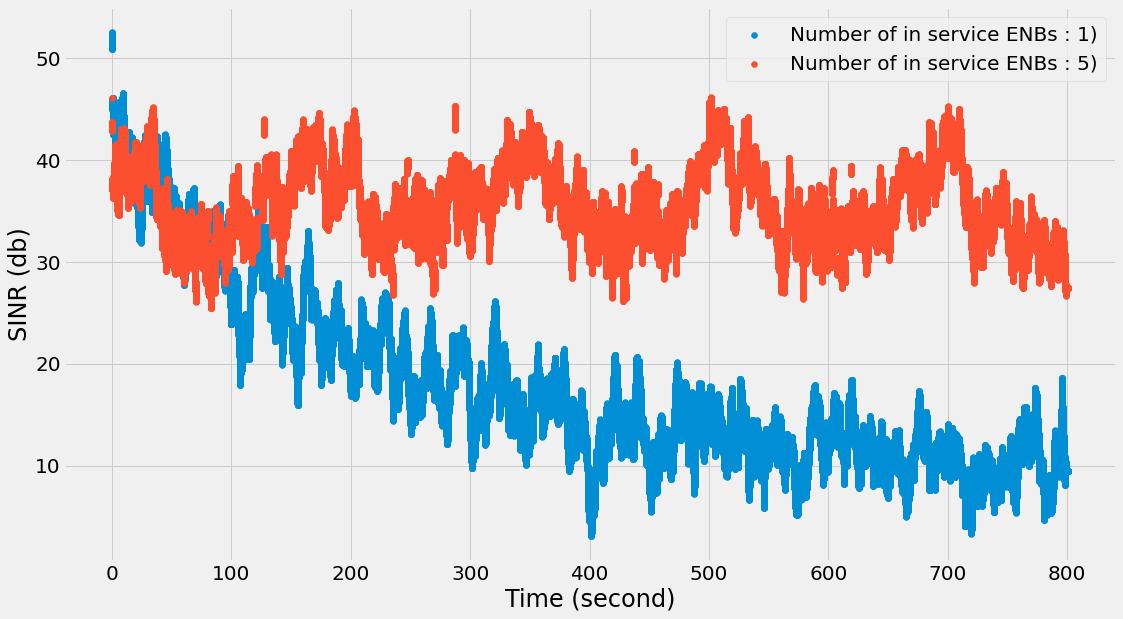 Number of in service ENBs : 1)
Number of in service ENBs : 5)
50
40
30
20
10
SINR (db)
0 100 200 300 400 500 600 700 800
Time (second)